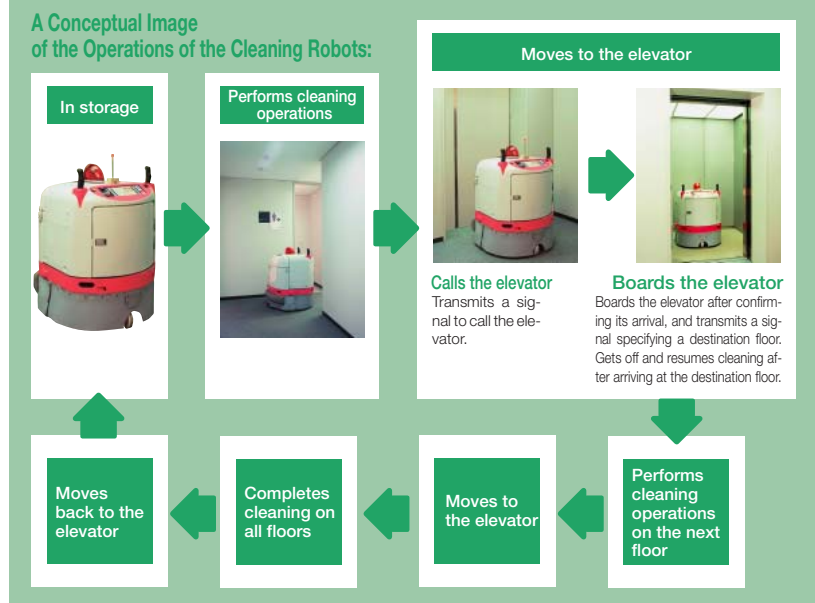 A Conceptual Image
of the Operations of the Cleaning Robots:
In storage
Performs cleaning
operations
Moves to the elevator
Calls the elevator
Transmits a sig-
nal to call the ele-
vator.
Boards the elevator
Boards the elevator after confirm-
ing its arrival, and transmits a sig-
nal specifying a destination floor.
Gets off and resumes cleaning af-
ter arriving at the destination floor.
Performs
cleaning
operations
on the next
floor
Moves to
the elevator
Completes
cleaning on
all floors
Moves
back to the
elevator